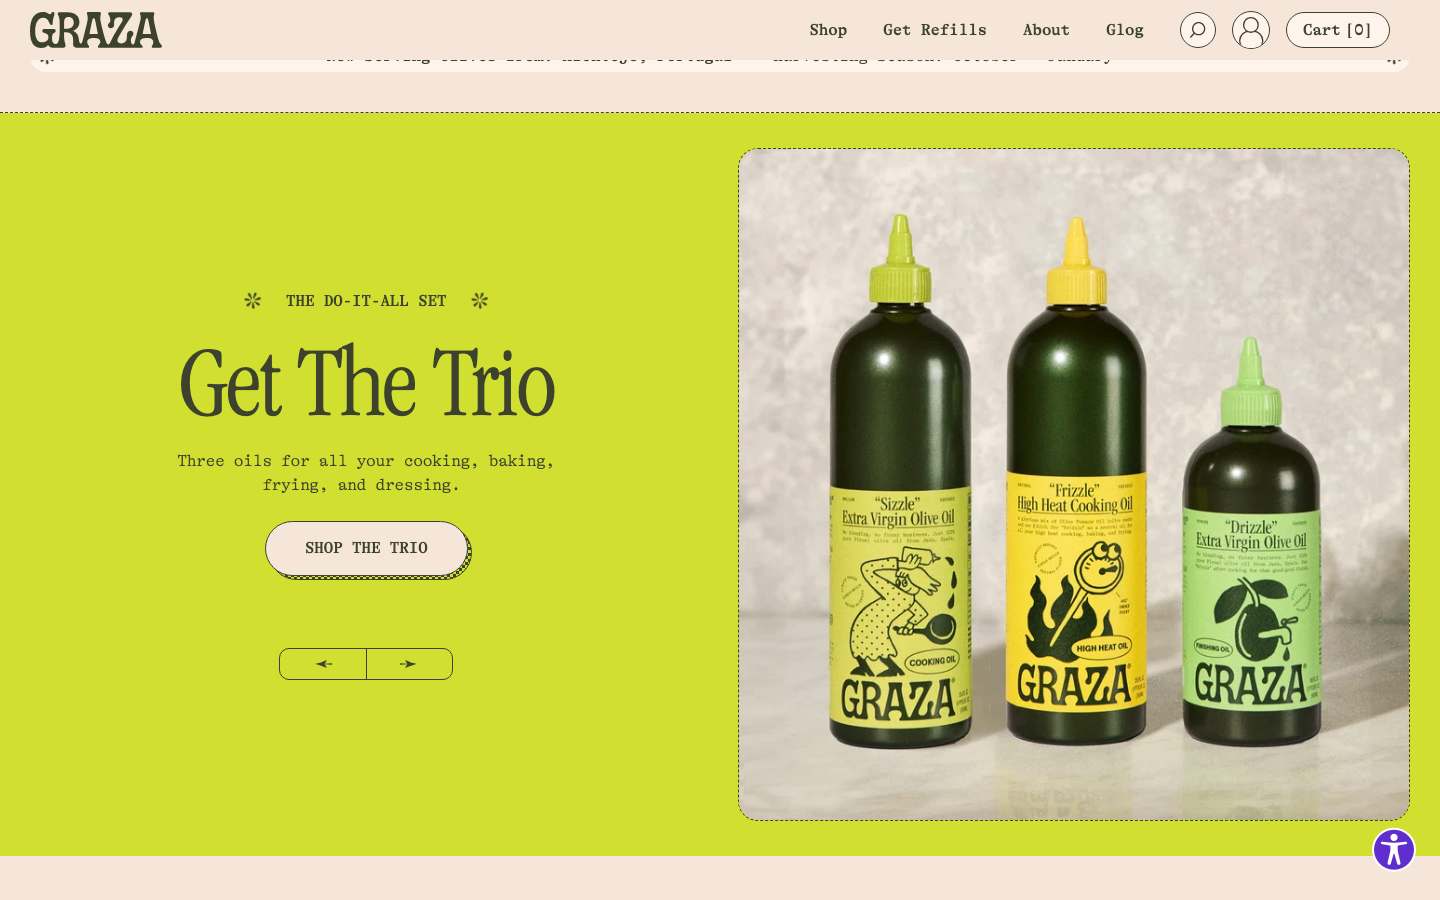 GRAZA
Shop
Get Refills
About
Glog
Cart [0]
THE DO-IT-ALL SET
Get The Trio
Three oils for all your cooking, baking,
frying, and dressing.
SHOP THE TRIO
"Sizzle"
Extra Virgin Olive Oil
COOKING OIL
GRAZA
"Frizzle"
High Heat Cooking Oil
HIGH HEAT OIL
GRAZA
"Drizzle"
Extra Virgin Olive Oil
FINISHING OIL
GRAZA